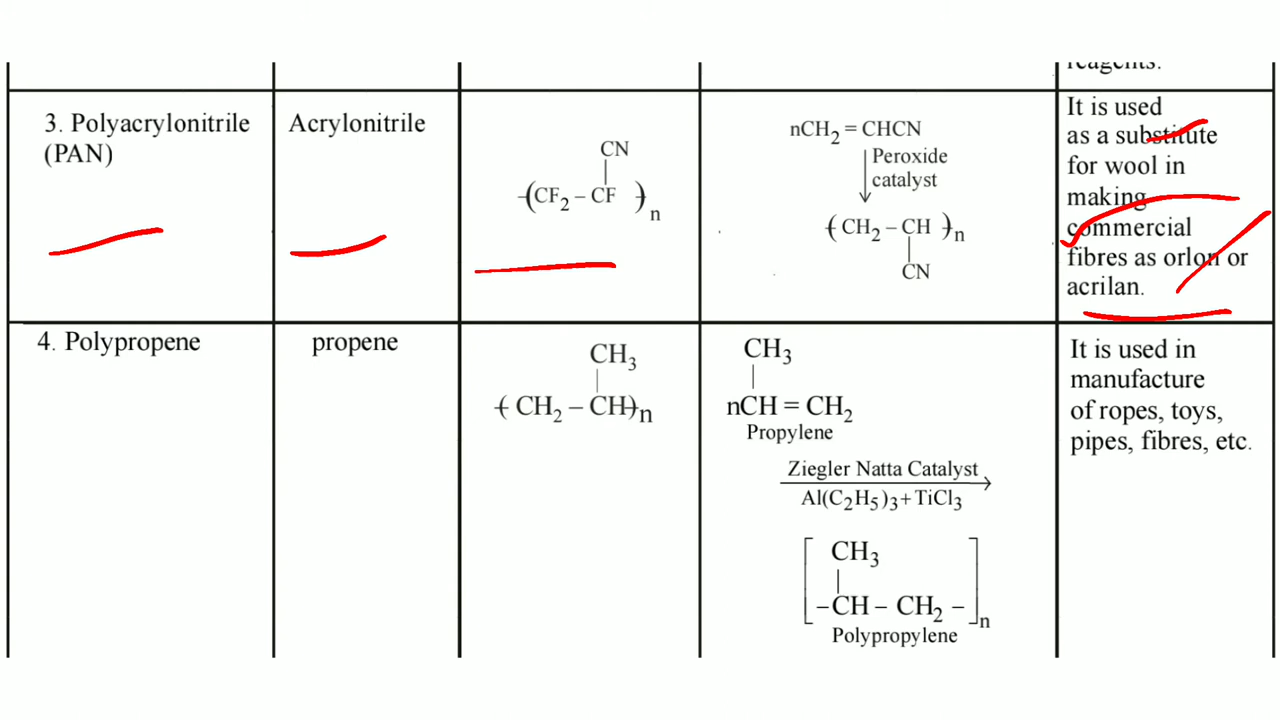 reagents.
3. Polyacrylonitrile
(PAN)
Acrylonitrile
CN
-(CF2 – CF )n
nCH2 = CHCN
Peroxide
catalyst
( CH2 – CH )n
CN
It is used
as a substitute
for wool in
making
commercial
fibres as orlon or
acrilan.
4. Polypropene
propene
CH3
( CH2 – CH)n
CH3
nCH = CH2
Propylene
Ziegler Natta Catalyst
Al(C2H5)3+TiCl3
CH3
–CH – CH2 – n
Polypropylene
It is used in
manufacture
of ropes, toys,
pipes, fibres, etc.